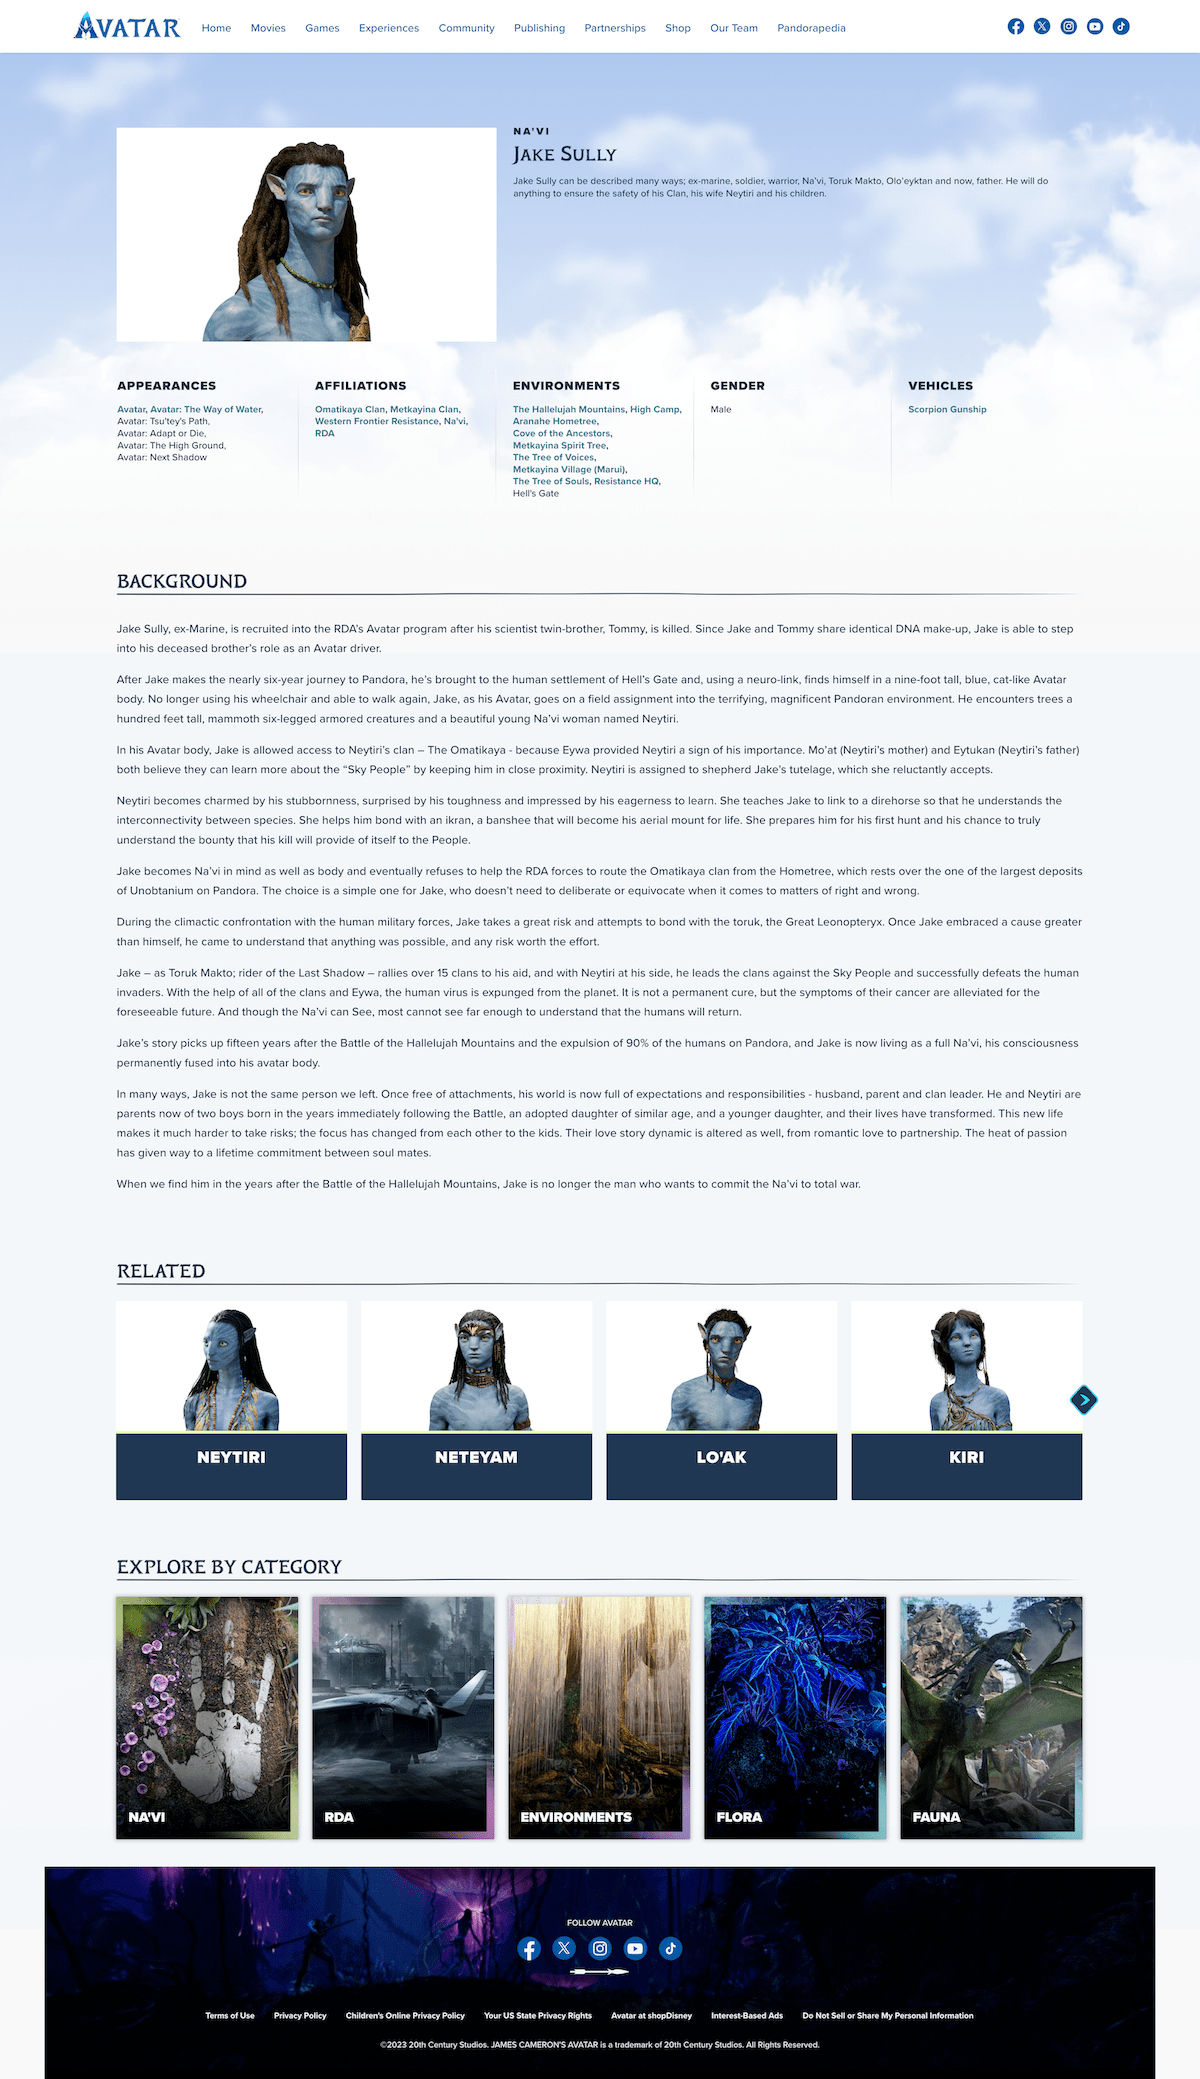 AVATAR Home Movies Games Experiences Community Publishing Partnerships Shop Our Team Pandorapedia
NA'VI
JAKE SULLY
Jake Sully can be described many ways; ex-marine, soldier, warrior, Na'vi, Toruk Makto, Olo'eyktan and now, father. He will do
anything to ensure the safety of his Clan, his wife Neytiri and his children.
APPEARANCES
Avatar, Avatar: The Way of Water,
Avatar: Tsu'tey's Path,
Avatar: Adapt or Die,
Avatar: The High Ground,
Avatar: Next Shadow
AFFILIATIONS
Omatikaya Clan, Metkayina Clan,
Western Frontier Resistance, Na'vi,
RDA
ENVIRONMENTS
The Hallelujah Mountains, High Camp,
Aranahe Hometree,
Cove of the Ancestors,
Metkayina Spirit Tree,
The Tree of Voices,
Metkayina Village (Marui),
The Tree of Souls, Resistance HQ,
Hell's Gate
GENDER
Male
VEHICLES
Scorpion Gunship
BACKGROUND
Jake Sully, ex-Marine, is recruited into the RDA's Avatar program after his scientist twin-brother, Tommy, is killed. Since Jake and Tommy share identical DNA make-up, Jake is able to step
into his deceased brother's role as an Avatar driver.
After Jake makes the nearly six-year journey to Pandora, he's brought to the human settlement of Hell's Gate and, using a neuro-link, finds himself in a nine-foot tall, blue, cat-like Avatar
body. No longer using his wheelchair and able to walk again, Jake, as his Avatar, goes on a field assignment into the terrifying, magnificent Pandoran environment. He encounters trees a
hundred feet tall, mammoth six-legged armored creatures and a beautiful young Na'vi woman named Neytiri.
In his Avatar body, Jake is allowed access to Neytiri's clan – The Omatikaya - because Eywa provided Neytiri a sign of his importance. Mo'at (Neytiri's mother) and Eytukan (Neytiri's father)
both believe they can learn more about the “Sky People” by keeping him in close proximity. Neytiri is assigned to shepherd Jake's tutelage, which she reluctantly accepts.
Neytiri becomes charmed by his stubbornness, surprised by his toughness and impressed by his eagerness to learn. She teaches Jake to link to a direhorse so that he understands the
interconnectivity between species. She helps him bond with an ikran, a banshee that will become his aerial mount for life. She prepares him for his first hunt and his chance to truly
understand the bounty that his kill will provide of itself to the People.
Jake becomes Na'vi in mind as well as body and eventually refuses to help the RDA forces to route the Omatikaya clan from the Hometree, which rests over the one of the largest deposits
of Unobtanium on Pandora. The choice is a simple one for Jake, who doesn't need to deliberate or equivocate when it comes to matters of right and wrong.
During the climactic confrontation with the human military forces, Jake takes a great risk and attempts to bond with the toruk, the Great Leonopteryx. Once Jake embraced a cause greater
than himself, he came to understand that anything was possible, and any risk worth the effort.
Jake – as Toruk Makto; rider of the Last Shadow – rallies over 15 clans to his aid, and with Neytiri at his side, he leads the clans against the Sky People and successfully defeats the human
invaders. With the help of all of the clans and Eywa, the human virus is expunged from the planet. It is not a permanent cure, but the symptoms of their cancer are alleviated for the
foreseeable future. And though the Na'vi can See, most cannot see far enough to understand that the humans will return.
Jake's story picks up fifteen years after the Battle of the Hallelujah Mountains and the expulsion of 90% of the humans on Pandora, and Jake is now living as a full Na'vi, his consciousness
permanently fused into his avatar body.
In many ways, Jake is not the same person we left. Once free of attachments, his world is now full of expectations and responsibilities - husband, parent and clan leader. He and Neytiri are
parents now of two boys born in the years immediately following the Battle, an adopted daughter of similar age, and a younger daughter, and their lives have transformed. This new life
makes it much harder to take risks; the focus has changed from each other to the kids. Their love story dynamic is altered as well, from romantic love to partnership. The heat of passion
has given way to a lifetime commitment between soul mates.
When we find him in the years after the Battle of the Hallelujah Mountains, Jake is no longer the man who wants to commit the Na'vi to total war.
RELATED
NEYTIRI NETEYAM LO'AK KIRI
EXPLORE BY CATEGORY
NA'VI RDA ENVIRONMENTS FLORA FAUNA
FOLLOW AVATAR
Terms of Use Privacy Policy Children's Online Privacy Policy Your US State Privacy Rights Avatar at shopDisney Interest-Based Ads Do Not Sell or Share My Personal Information
©2023 20th Century Studios. JAMES CAMERON'S AVATAR is a trademark of 20th Century Studios. All Rights Reserved.